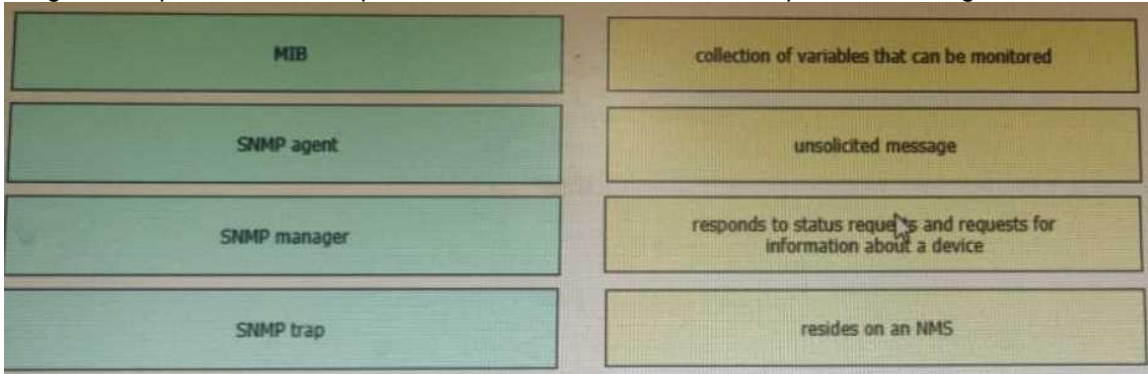 MIB
collection of variables that can be monitored
SNMP agent
unsolicited message
SNMP manager
responds to status requests and requests for
information about a device
SNMP trap
resides on an NMS